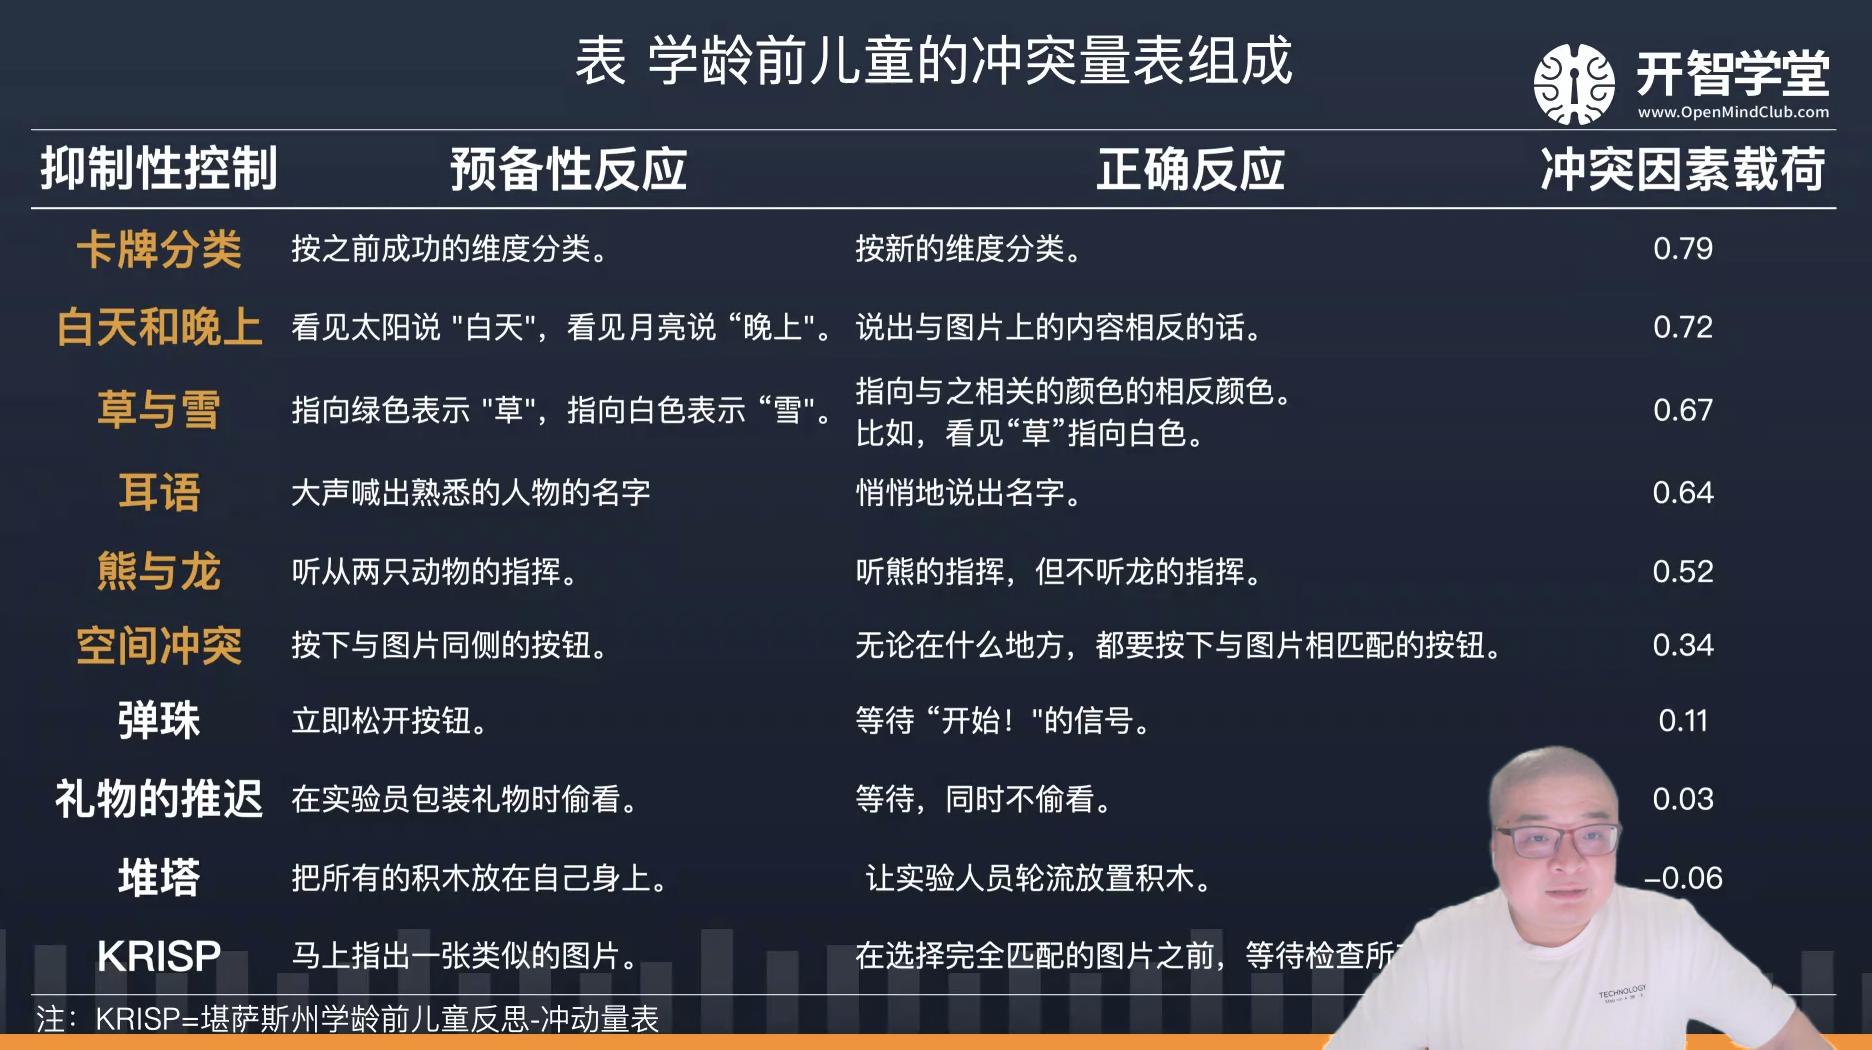 表 学龄前儿童的冲突量表组成
开智学堂
www.OpenMindClub.com
抑制性控制 预备性反应 正确反应 冲突因素载荷
卡牌分类 按之前成功的维度分类。 按新的维度分类。 0.79
白天和晚上 看见太阳说 "白天"，看见月亮说 “晚上"。 说出与图片上的内容相反的话。 0.72
草与雪 指向绿色表示 "草"，指向白色表示 “雪"。 指向与之相关的颜色的相反颜色。
比如，看见“草”指向白色。 0.67
耳语 大声喊出熟悉的人物的名字 悄悄地说出名字。 0.64
熊与龙 听从两只动物的指挥。 听熊的指挥，但不听龙的指挥。 0.52
空间冲突 按下与图片同侧的按钮。 无论在什么地方，都要按下与图片相匹配的按钮。 0.34
弹珠 立即松开按钮。 等待 “开始！"的信号。 0.11
礼物的推迟 在实验员包装礼物时偷看。 等待，同时不偷看。 0.03
堆塔 把所有的积木放在自己身上。 让实验人员轮流放置积木。 –0.06
KRISP 马上指出一张类似的图片。 在选择完全匹配的图片之前，等待检查所
注：KRISP=堪萨斯州学龄前儿童反思-冲动量表
TECHNOLOGY